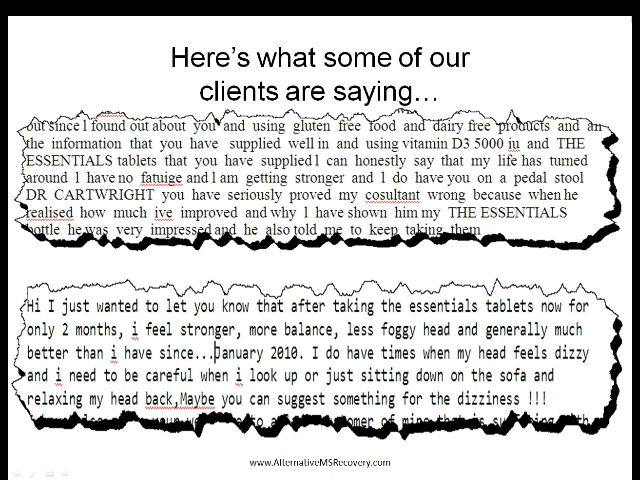 Here's what some of our
clients are saying…
out since l found out about you and using gluten free food and dairy free products and all
the information that you have supplied well in and using vitamin D3 5000 iu and THE
ESSENTIALS tablets that you have supplied l can honestly say that my life has turned
around l have no fatuige and l am getting stronger and l do have you on a pedal stool
DR CARTWRIGHT you have seriously proved my cosultant wrong because when he
realised how much ive improved and why l have shown him my THE ESSENTIALS
bottle he was very impressed and he also told me to keep taking them
Hi I just wanted to let you know that after taking the essentials tablets now for
only 2 months, i feel stronger, more balance, less foggy head and generally much
better than i have since...January 2010. I do have times when my head feels dizzy
and i need to be careful when i look up or just sitting down on the sofa and
relaxing my head back,Maybe you can suggest something for the dizziness !!!
customer of mine that is suffering with
www.AlternativeMSRecovery.com